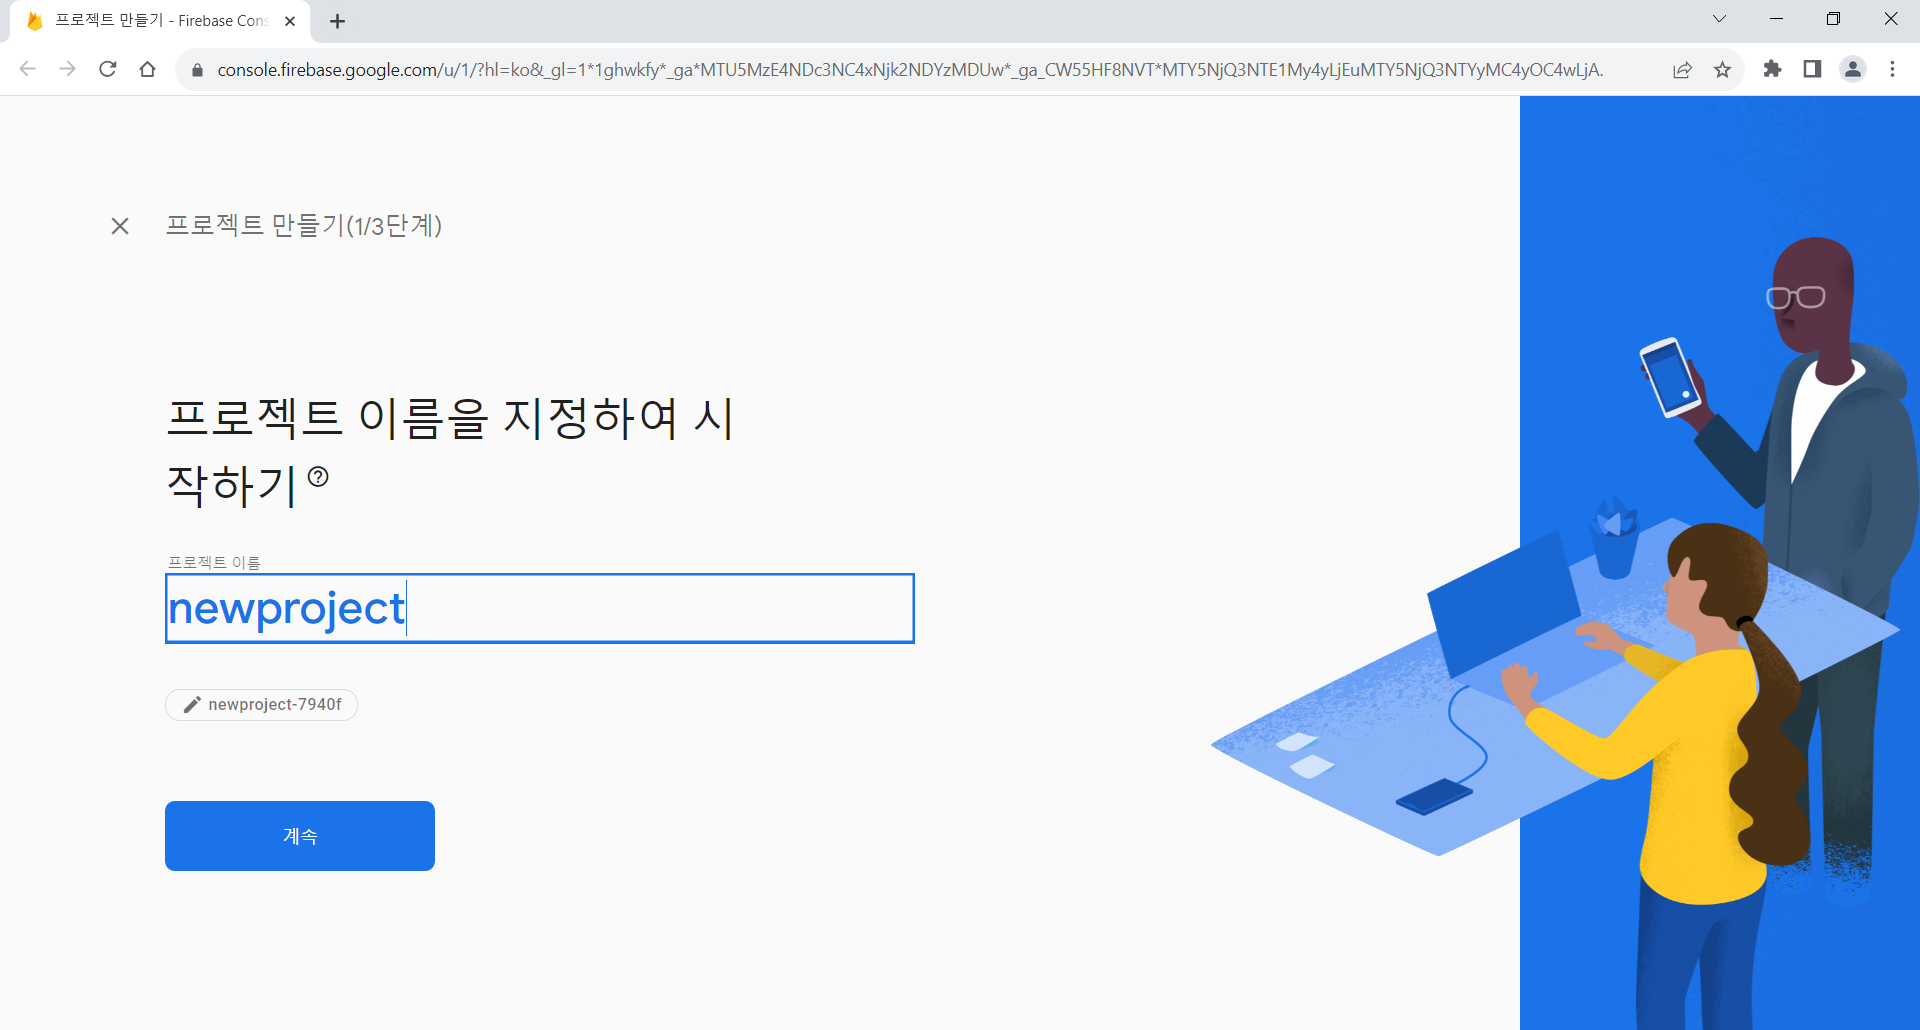 프로젝트 만들기 - Firebase Cons
console.firebase.google.com/u/1/?hl=ko&_gl=1*1ghwkfy*_ga*MTU5MzE4NDc3NC4xNjk2NDYzMDUw*_ga_CW55HF8NVT*MTY5NjQ3NTE1My4yLjEuMTY5NjQ3NTYyMC4yOC4wLjA.
프로젝트 만들기(1/3단계)
프로젝트 이름을 지정하여 시
작하기
프로젝트 이름
newproject
newproject-7940f
계속